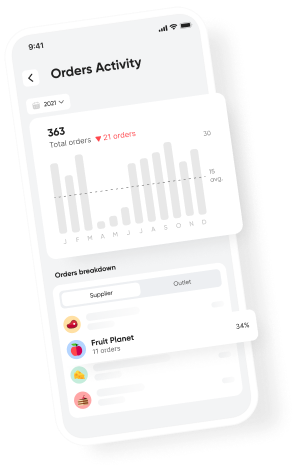 9:41
Orders Activity
2021
363
Total orders ▼ 21 orders
30
15
avg.
J F M A M J J A S O N D
Orders breakdown
Supplier Outlet
Fruit Planet
11 orders
34%